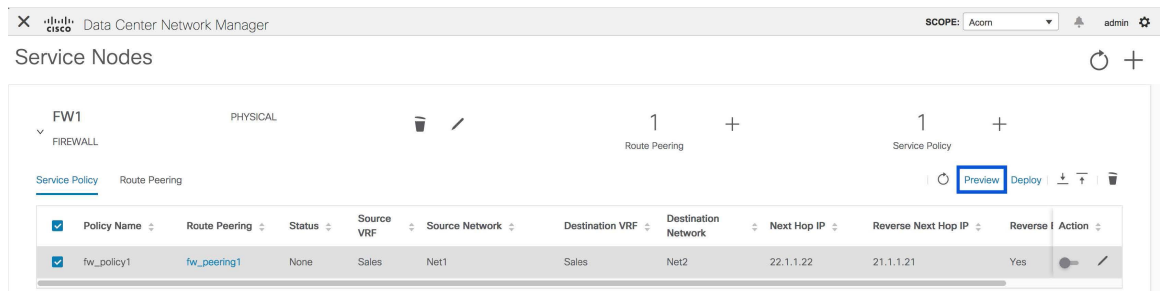 cisco Data Center Network Manager SCOPE: Acorn admin
Service Nodes
FW1 PHYSICAL 1 1
FIREWALL Route Peering Service Policy
Service Policy Route Peering Preview Deploy
Policy Name Route Peering Status Source VRF Source Network Destination VRF Destination Network Next Hop IP Reverse Next Hop IP Reverse Action
fw_policy1 fw_peering1 None Sales Net1 Sales Net2 22.1.1.22 21.1.1.21 Yes